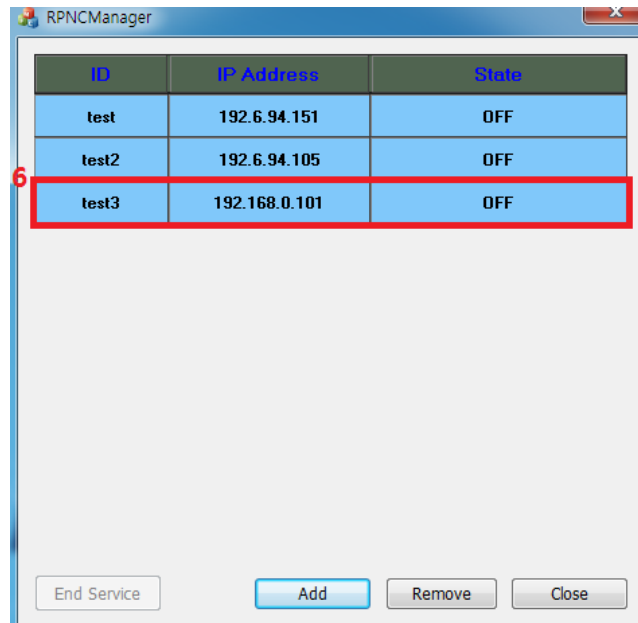 RPNCManager
ID IP Address State
test 192.6.94.151 OFF
test2 192.6.94.105 OFF
6
test3 192.168.0.101 OFF
End Service Add Remove Close